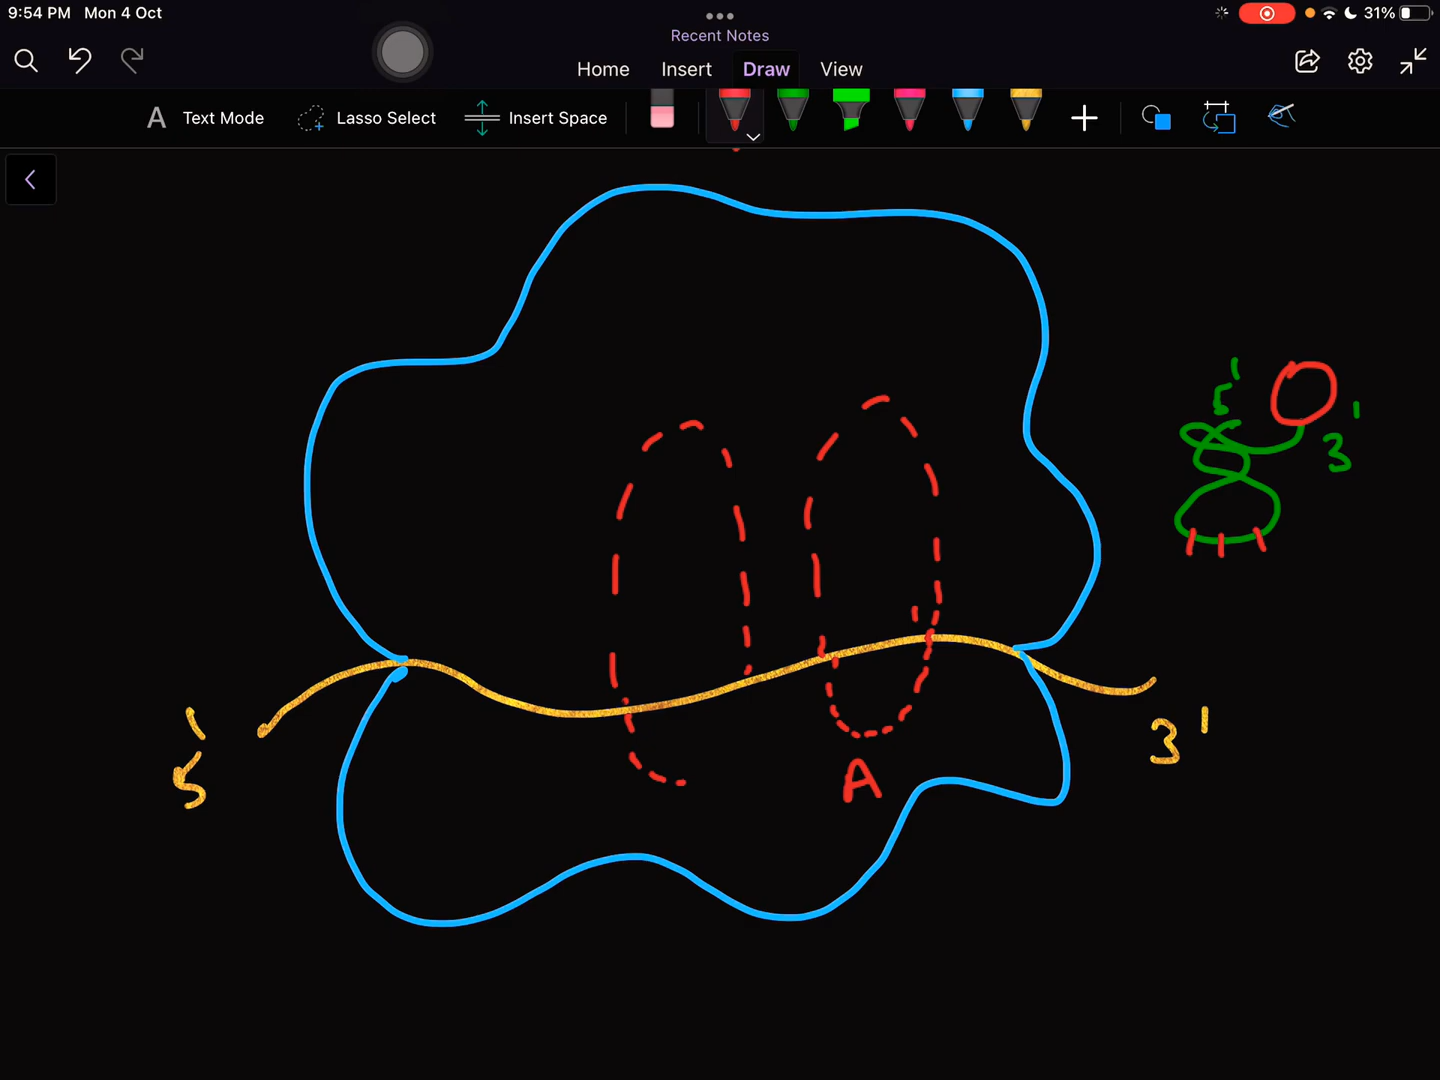 9:54 PM Mon 4 Oct
31%
Recent Notes
Home Insert Draw View
A Text Mode Lasso Select Insert Space
5'
3'
5'
3'
A